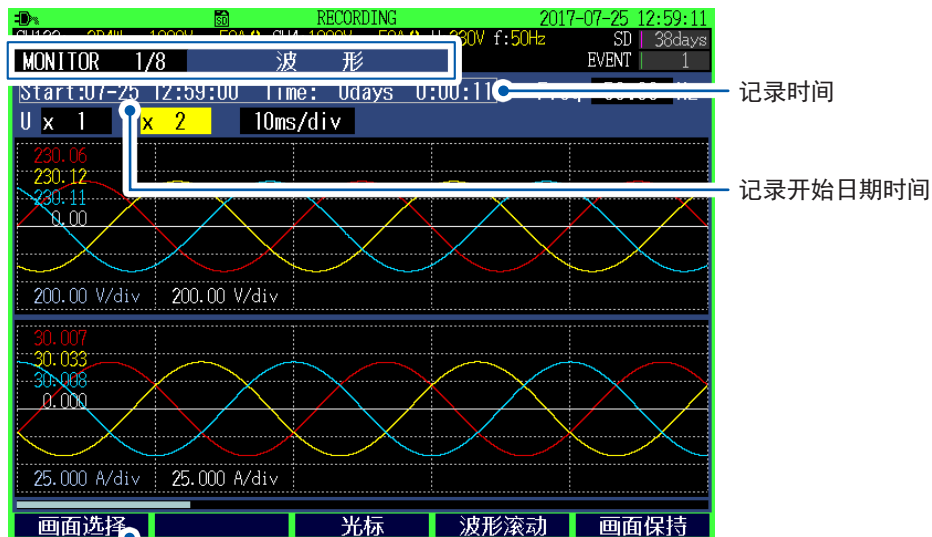 SD RECORDING 2017-07-25 12:59:11
230V f:50Hz SD 38days
MONITOR 1/8 波 形 EVENT 1
记录时间
Start:07-25 12:59:00 Time: 0days 0:00:11
U x 1 x 2 10ms/div
230.06
230.12
230.11
0.00
记录开始日期时间
200.00 V/div 200.00 V/div
30.007
30.033
30.008
0.000
25.000 A/div 25.000 A/div
画面选择 光标 波形滚动 画面保持